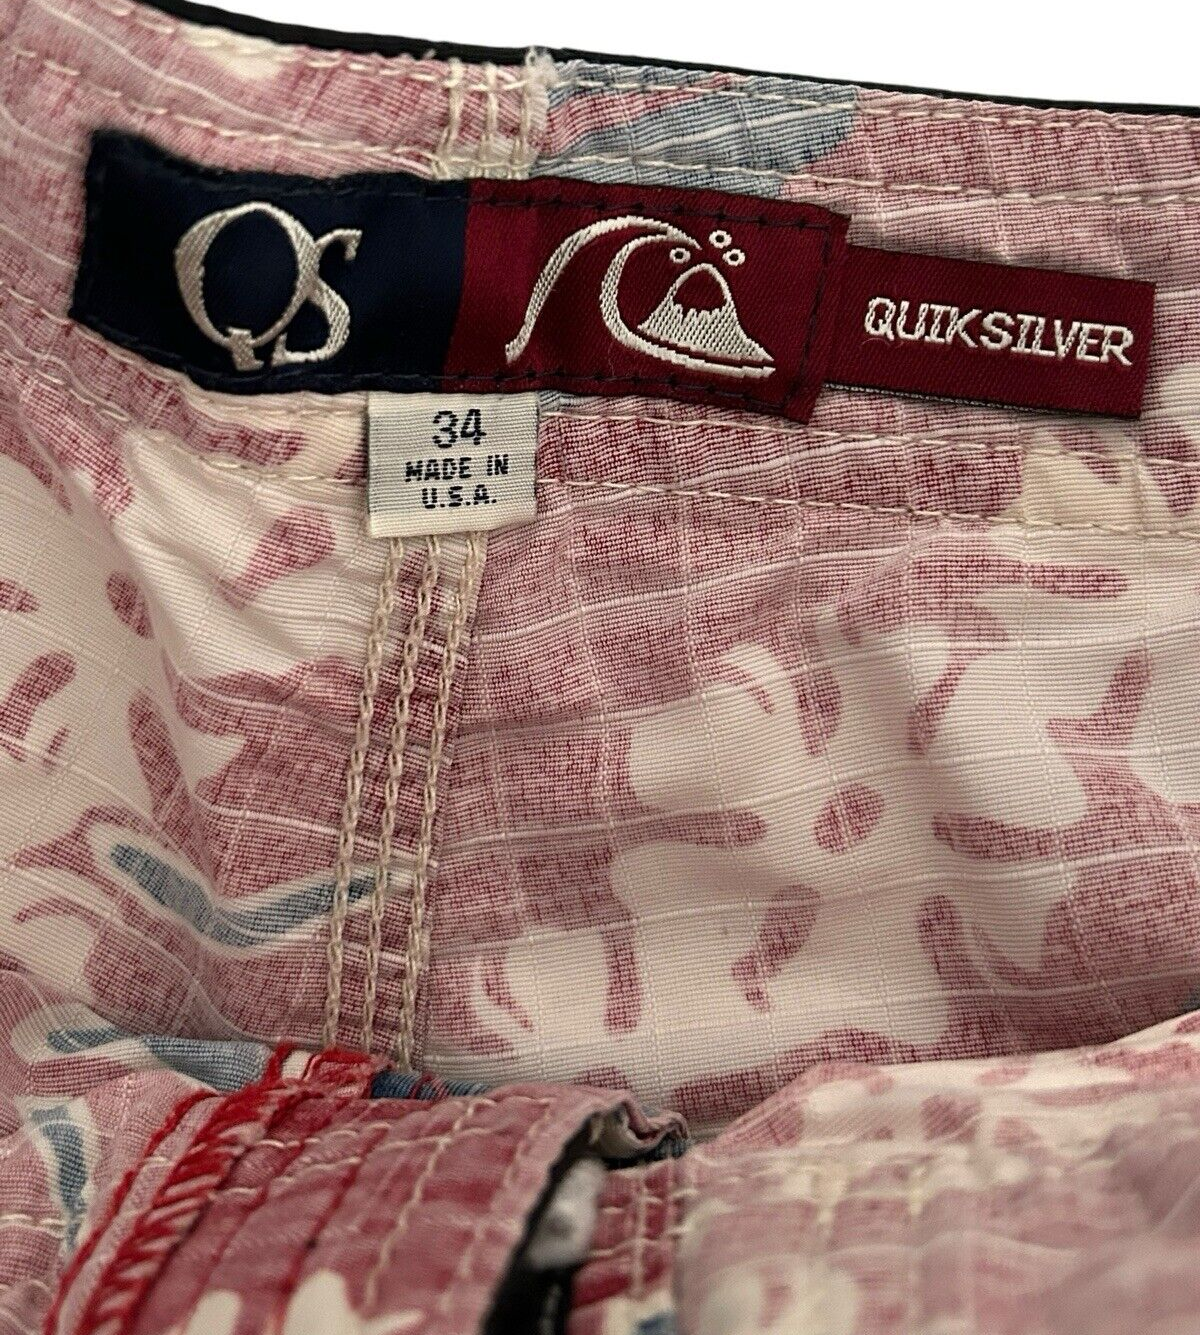 QS
QUIKSILVER
34
MADE IN
U.S.A.